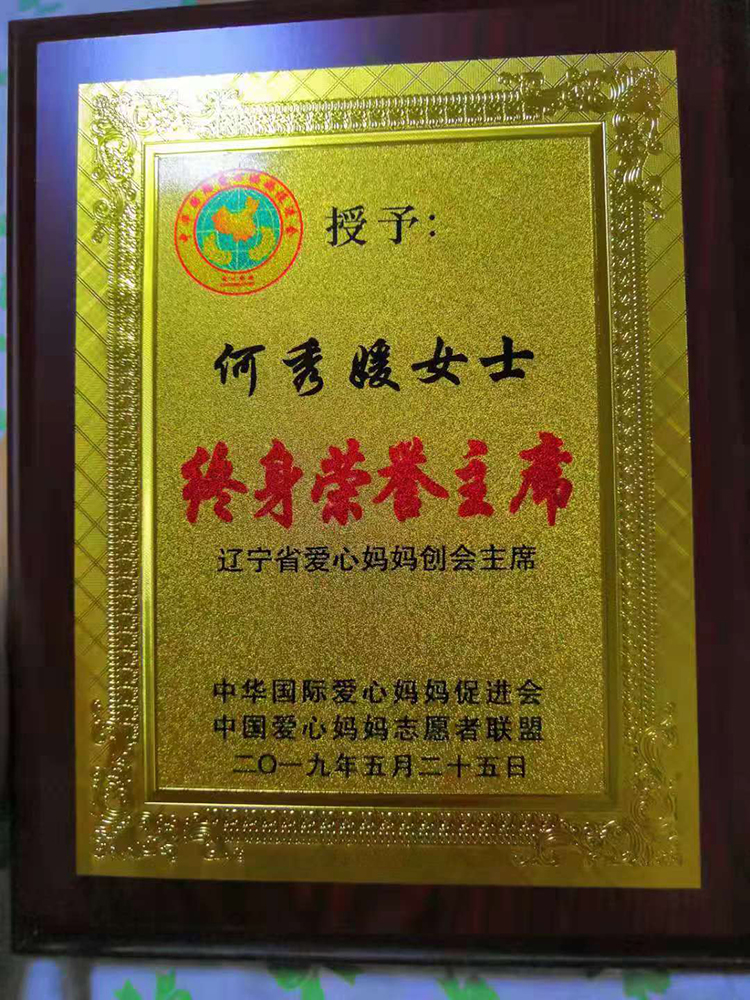 授予:
何秀媛女士
终身荣誉主席
辽宁省爱心妈妈创会主席
中华国际爱心妈妈促进会
中国爱心妈妈志愿者联盟
二〇一九年五月二十五日